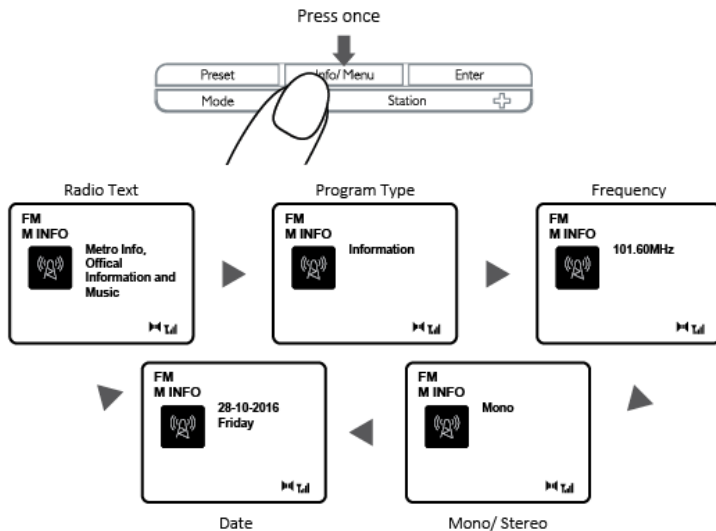 Press once
Preset
Info/ Menu
Enter
Mode
Station
Radio Text
Program Type
Frequency
FM
M INFO
Metro Info,
Offical
Information and
Music
FM
M INFO
Information
FM
M INFO
101.60MHz
FM
M INFO
28-10-2016
Friday
FM
M INFO
Mono
Date
Mono/ Stereo